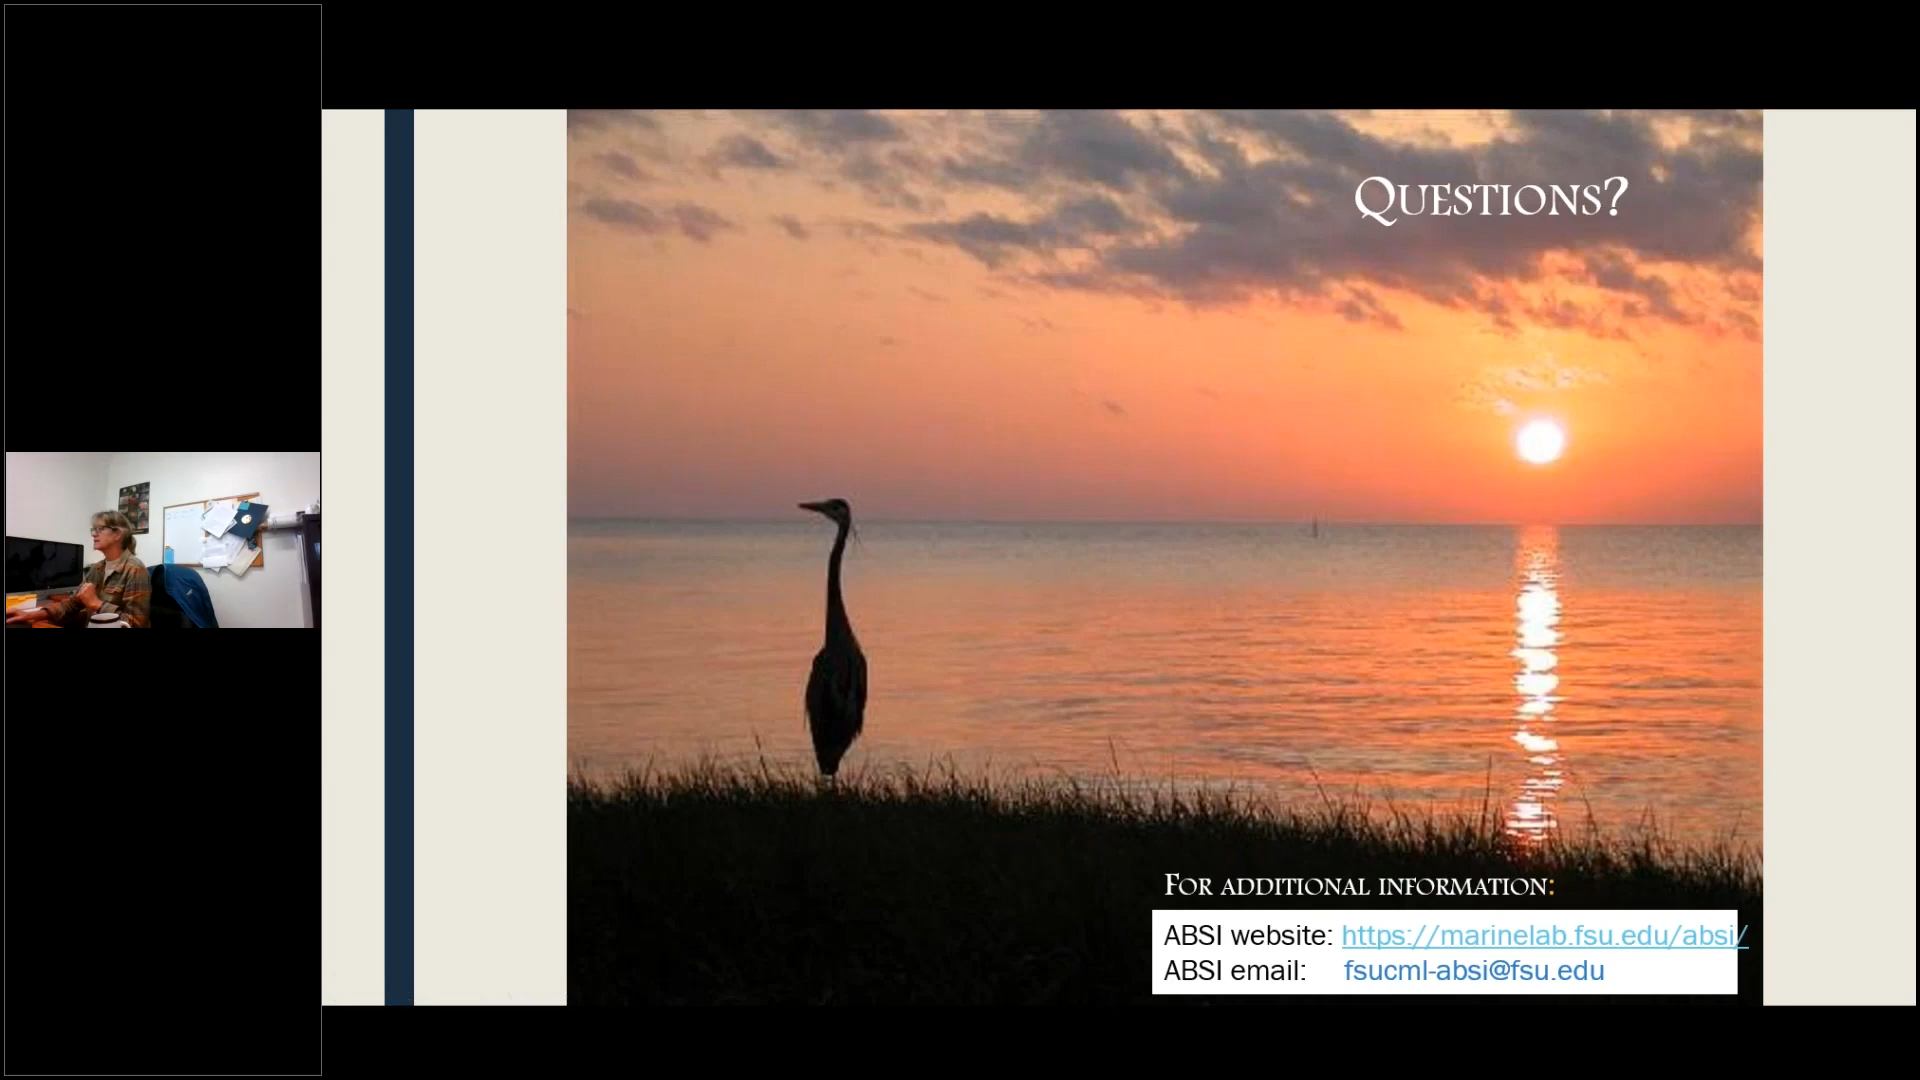 QUESTIONS?
FOR ADDITIONAL INFORMATION:
ABSI website: https://marinelab.fsu.edu/absi/
ABSI email: fsucml-absi@fsu.edu